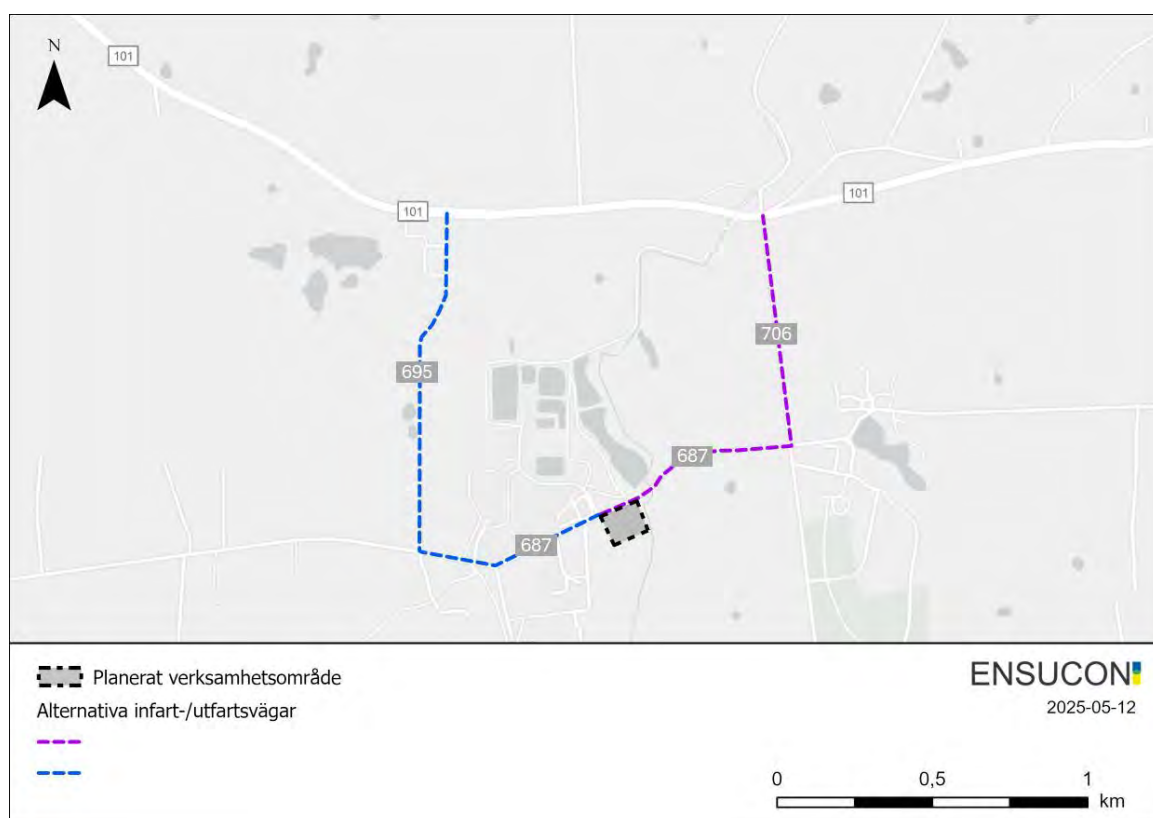 N
101
101
101
706
695
687
687
Planerat verksamhetsområde
Alternativa infart-/utfartsvägar
ENSUCON
2025-05-12
0 0,5 1
km